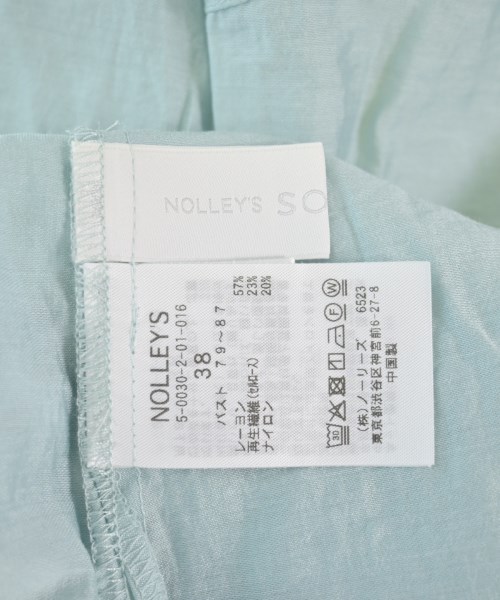 NOLLEY'S SO
NOLLEY'S
5-0030-2-01-016
38
バスト 79～87
レーヨン 57%
再生繊維(セルロース) 23%
ナイロン 20%
30 W
(株)ノーリーズ 6523
東京都渋谷区神宮前6-27-8
中国製